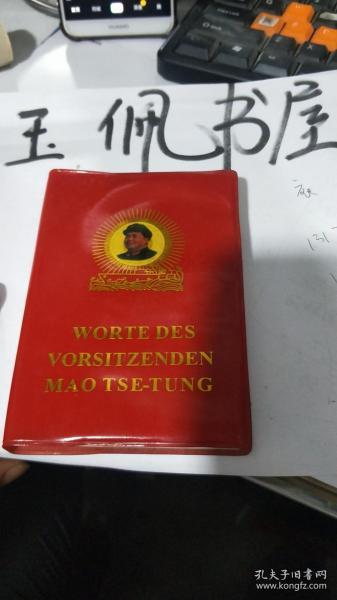 HUAWEI
玉佩书屋
WORTE DES
VORSITZENDEN
MAO TSE-TUNG
孔夫子旧书网
www.kongfz.com